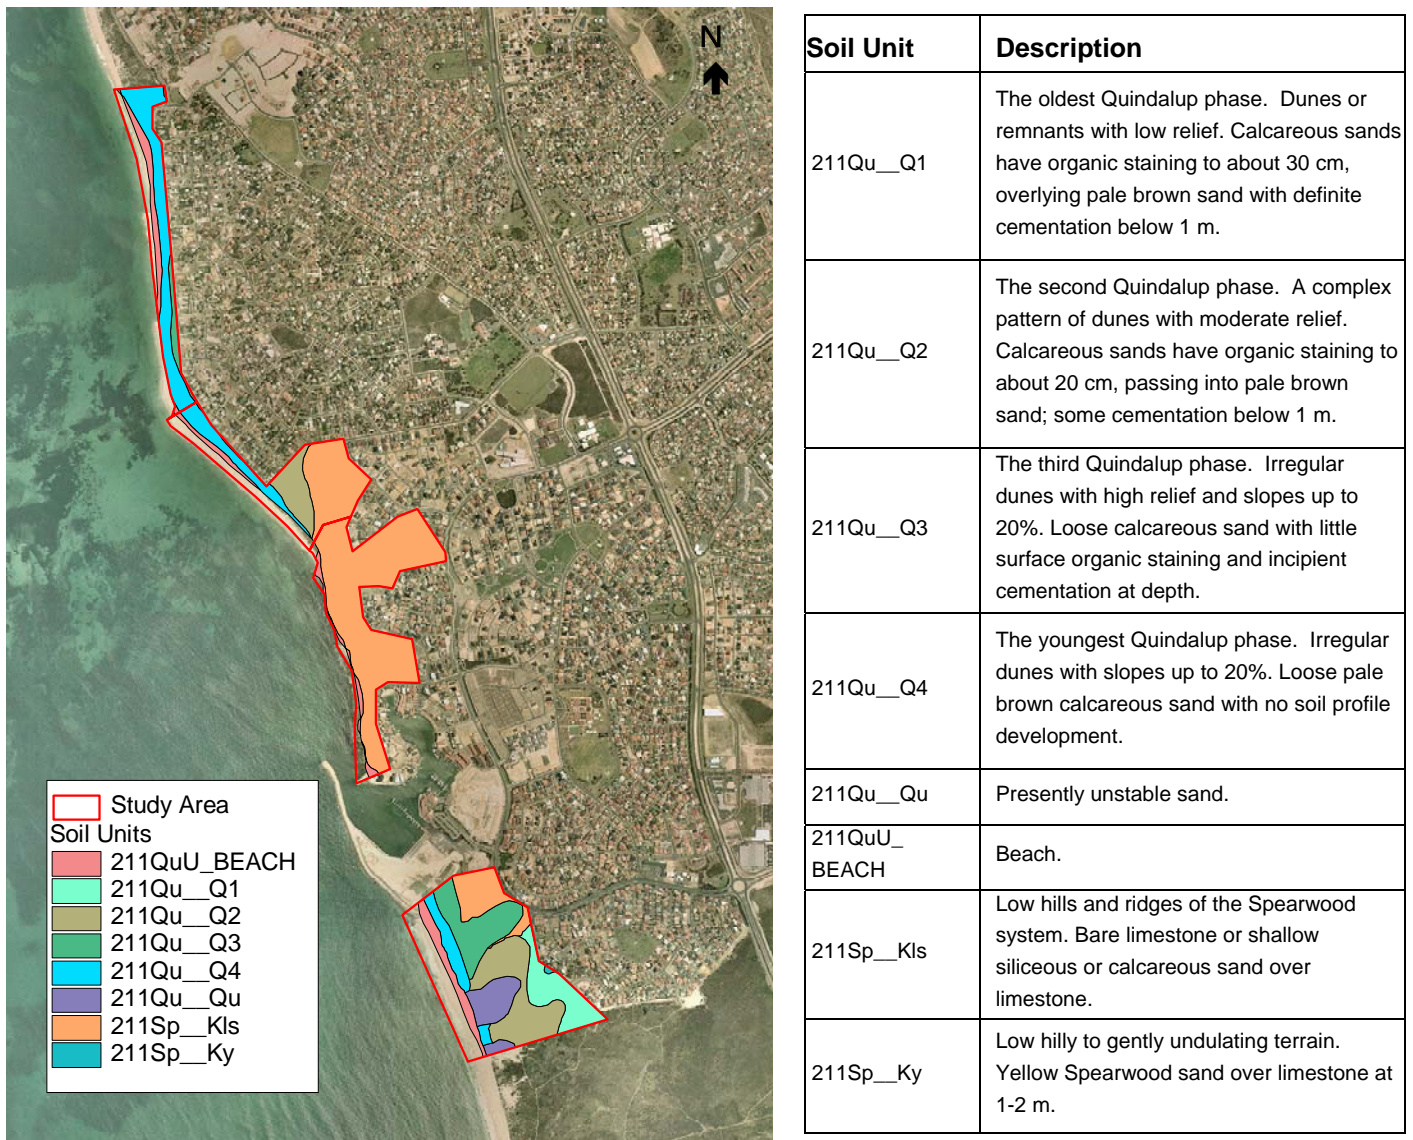 N
Study Area
Soil Units
211QuU_BEACH
211Qu__Q1
211Qu__Q2
211Qu__Q3
211Qu__Q4
211Qu__Qu
211Sp__Kls
211Sp__Ky
Soil Unit
Description
211Qu__Q1
The oldest Quindalup phase.  Dunes or
remnants with low relief. Calcareous sands
have organic staining to about 30 cm,
overlying pale brown sand with definite
cementation below 1 m.
211Qu__Q2
The second Quindalup phase.  A complex
pattern of dunes with moderate relief.
Calcareous sands have organic staining to
about 20 cm, passing into pale brown
sand; some cementation below 1 m.
211Qu__Q3
The third Quindalup phase.  Irregular
dunes with high relief and slopes up to
20%. Loose calcareous sand with little
surface organic staining and incipient
cementation at depth.
211Qu__Q4
The youngest Quindalup phase.  Irregular
dunes with slopes up to 20%. Loose pale
brown calcareous sand with no soil profile
development.
211Qu__Qu
Presently unstable sand.
211QuU_
BEACH
Beach.
211Sp__Kls
Low hills and ridges of the Spearwood
system. Bare limestone or shallow
siliceous or calcareous sand over
limestone.
211Sp__Ky
Low hilly to gently undulating terrain.
Yellow Spearwood sand over limestone at
1-2 m.